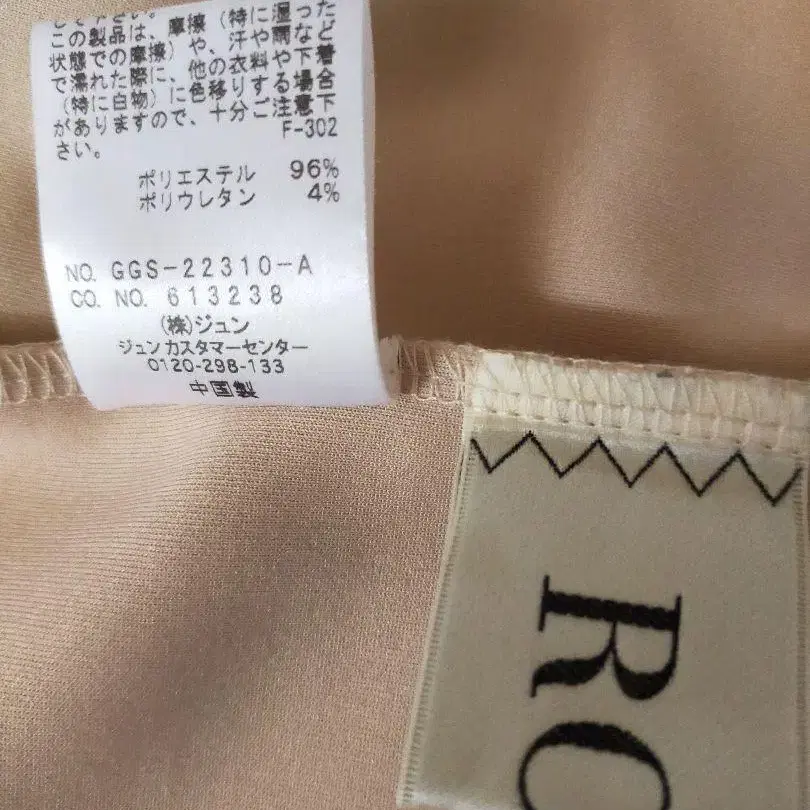 この製品は、摩擦（特に湿った
状態での摩擦）や、汗や雨など
で濡れた際に、他の衣料や下着
（特に白物）に色移りする場合
がありますので、十分ご注意下
さい。
F-302
ポリエステル 96%
ポリウレタン 4%
NO. GGS-22310-A
CO. NO. 613238
(株)ジュン
ジュンカスタマーセンター
0120-298-133
中国製
RO